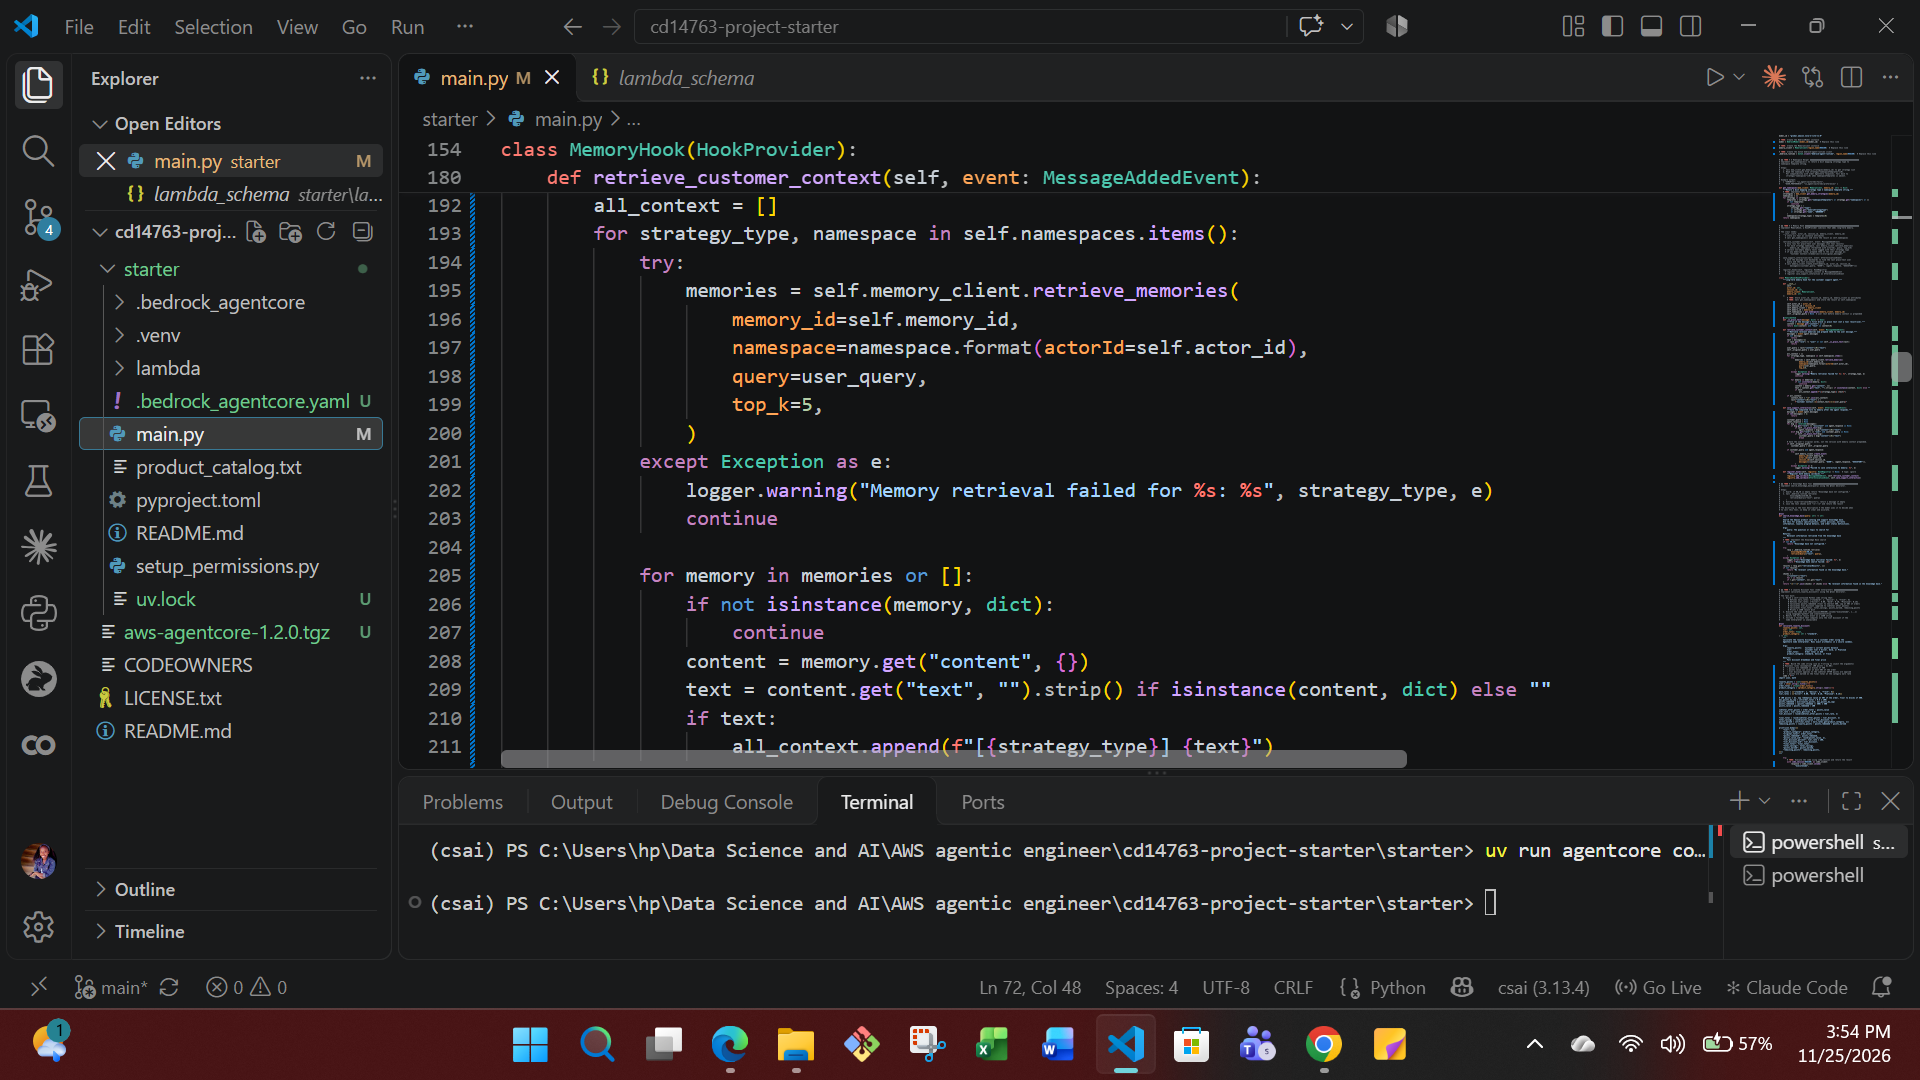 File Edit Selection View Go Run ···
cd14763-project-starter
Explorer
Open Editors
main.py starter M
{} lambda_schema starter\la...
cd14763-proj...
starter
.bedrock_agentcore
.venv
lambda
! .bedrock_agentcore.yaml U
main.py M
product_catalog.txt
pyproject.toml
README.md
setup_permissions.py
uv.lock U
aws-agentcore-1.2.0.tgz U
CODEOWNERS
LICENSE.txt
README.md
Outline
Timeline
4
main.py M
{} lambda_schema
starter > main.py > ...
154 class MemoryHook(HookProvider):
180 def retrieve_customer_context(self, event: MessageAddedEvent):
192 all_context = []
193 for strategy_type, namespace in self.namespaces.items():
194 try:
195 memories = self.memory_client.retrieve_memories(
196 memory_id=self.memory_id,
197 namespace=namespace.format(actorId=self.actor_id),
198 query=user_query,
199 top_k=5,
200 )
201 except Exception as e:
202 logger.warning("Memory retrieval failed for %s: %s", strategy_type, e)
203 continue
204
205 for memory in memories or []:
206 if not isinstance(memory, dict):
207 continue
208 content = memory.get("content", {})
209 text = content.get("text", "").strip() if isinstance(content, dict) else ""
210 if text:
211 all_context.append(f"[{strategy_type}] {text}")
Problems Output Debug Console Terminal Ports
(csai) PS C:\Users\hp\Data Science and AI\AWS agentic engineer\cd14763-project-starter\starter> uv run agentcore co...
(csai) PS C:\Users\hp\Data Science and AI\AWS agentic engineer\cd14763-project-starter\starter>
powershell s...
powershell
main* 0 0
Ln 72, Col 48 Spaces: 4 UTF-8 CRLF {} Python csai (3.13.4) Go Live Claude Code
1
57%
3:54 PM
11/25/2026